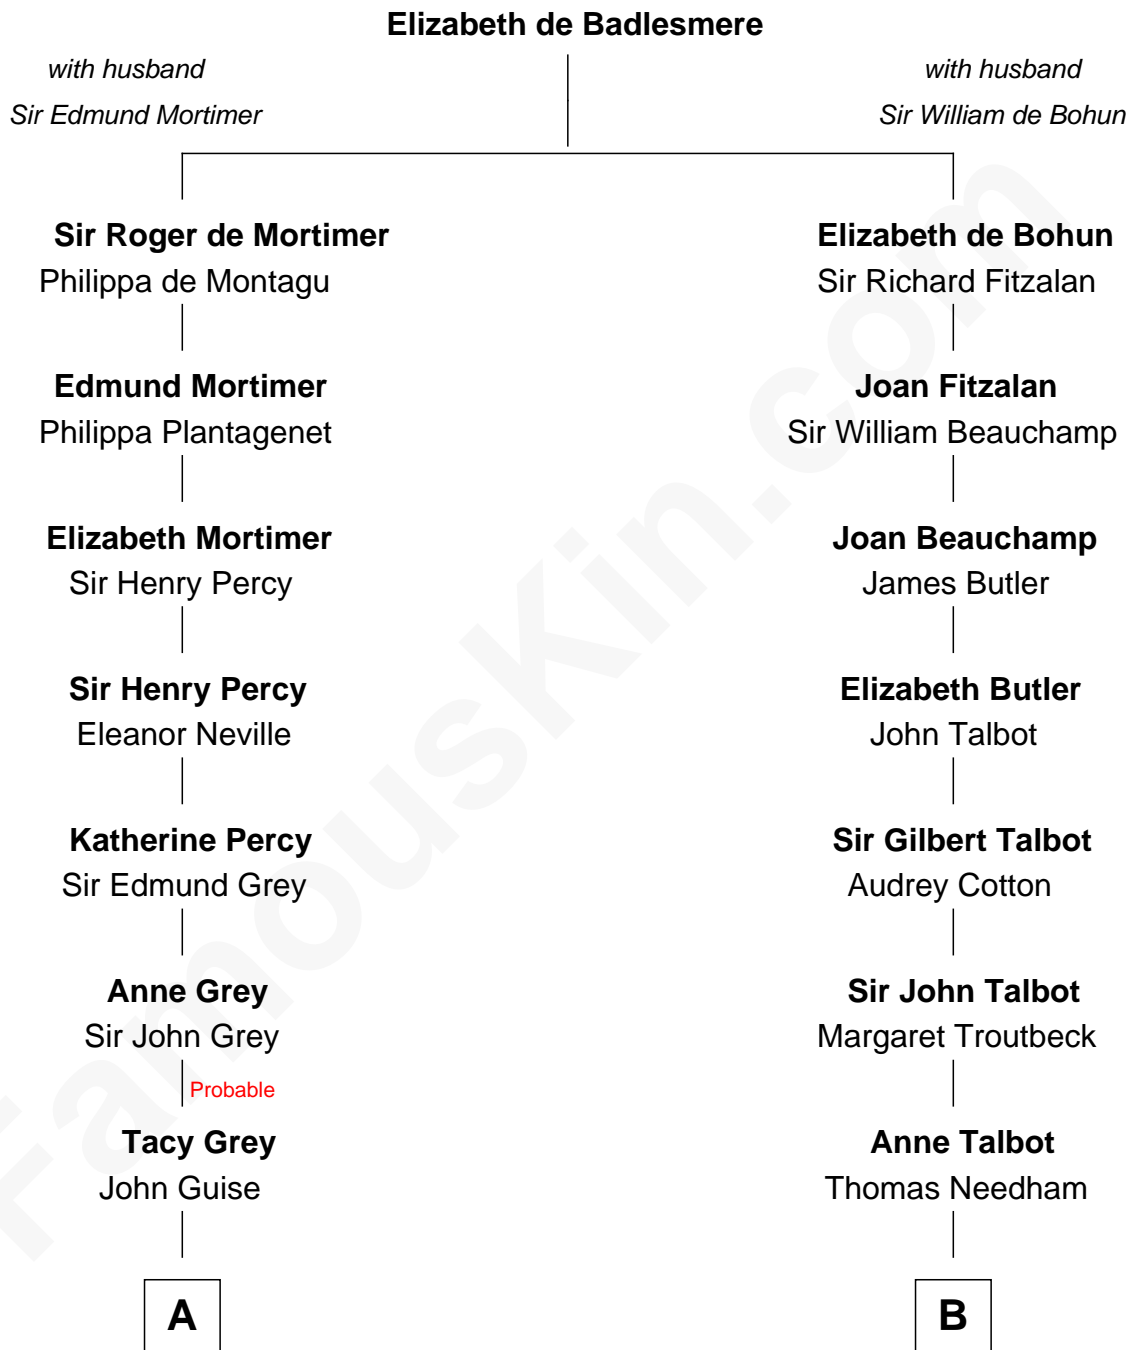 Elizabeth de Badlesmere
with husband
Sir Edmund Mortimer
with husband
Sir William de Bohun
Sir Roger de Mortimer
Philippa de Montagu
Elizabeth de Bohun
Sir Richard Fitzalan
Edmund Mortimer
Philippa Plantagenet
Joan Fitzalan
Sir William Beauchamp
Elizabeth Mortimer
Sir Henry Percy
Joan Beauchamp
James Butler
Sir Henry Percy
Eleanor Neville
Elizabeth Butler
John Talbot
Katherine Percy
Sir Edmund Grey
Sir Gilbert Talbot
Audrey Cotton
Anne Grey
Sir John Grey
Probable
Sir John Talbot
Margaret Troutbeck
Tacy Grey
John Guise
Anne Talbot
Thomas Needham
A
B
FamousKin.com